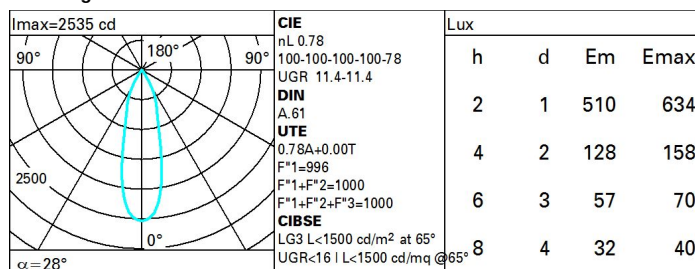 Imax=2535 cd
90°
180°
90°
2500
0°
α=28°
CIE
nL 0.78
100-100-100-100-78
UGR 11.4-11.4
DIN
A.61
UTE
0.78A+0.00T
F"1=996
F"1+F"2=1000
F"1+F"2+F"3=1000
CIBSE
LG3 L<1500 cd/m² at 65°
UGR<16 | L<1500 cd/mq @65°
Lux
h d Em Emax
2 1 510 634
4 2 128 158
6 3 57 70
8 4 32 40